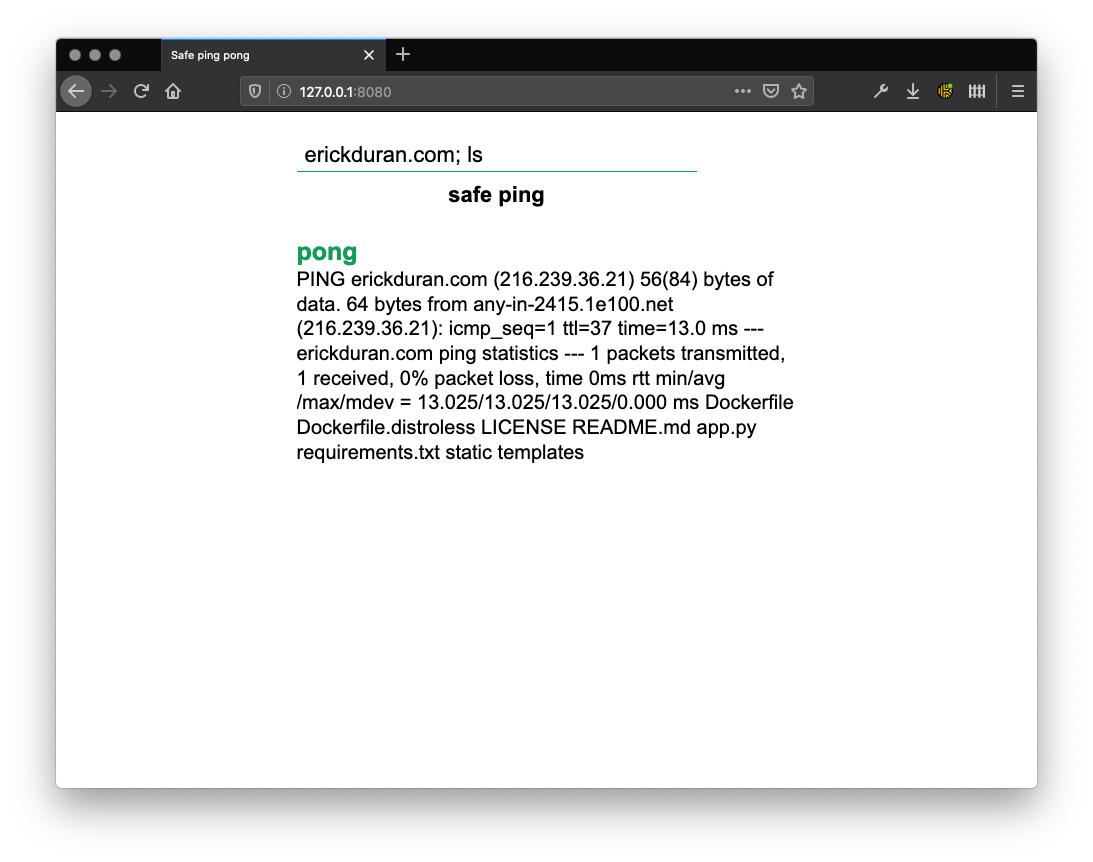 Safe ping pong
127.0.0.1:8080
erickduran.com; ls
safe ping
pong
PING erickduran.com (216.239.36.21) 56(84) bytes of
data. 64 bytes from any-in-2415.1e100.net
(216.239.36.21): icmp_seq=1 ttl=37 time=13.0 ms ---
erickduran.com ping statistics --- 1 packets transmitted,
1 received, 0% packet loss, time 0ms rtt min/avg
/max/mdev = 13.025/13.025/13.025/0.000 ms Dockerfile
Dockerfile.distroless LICENSE README.md app.py
requirements.txt static templates